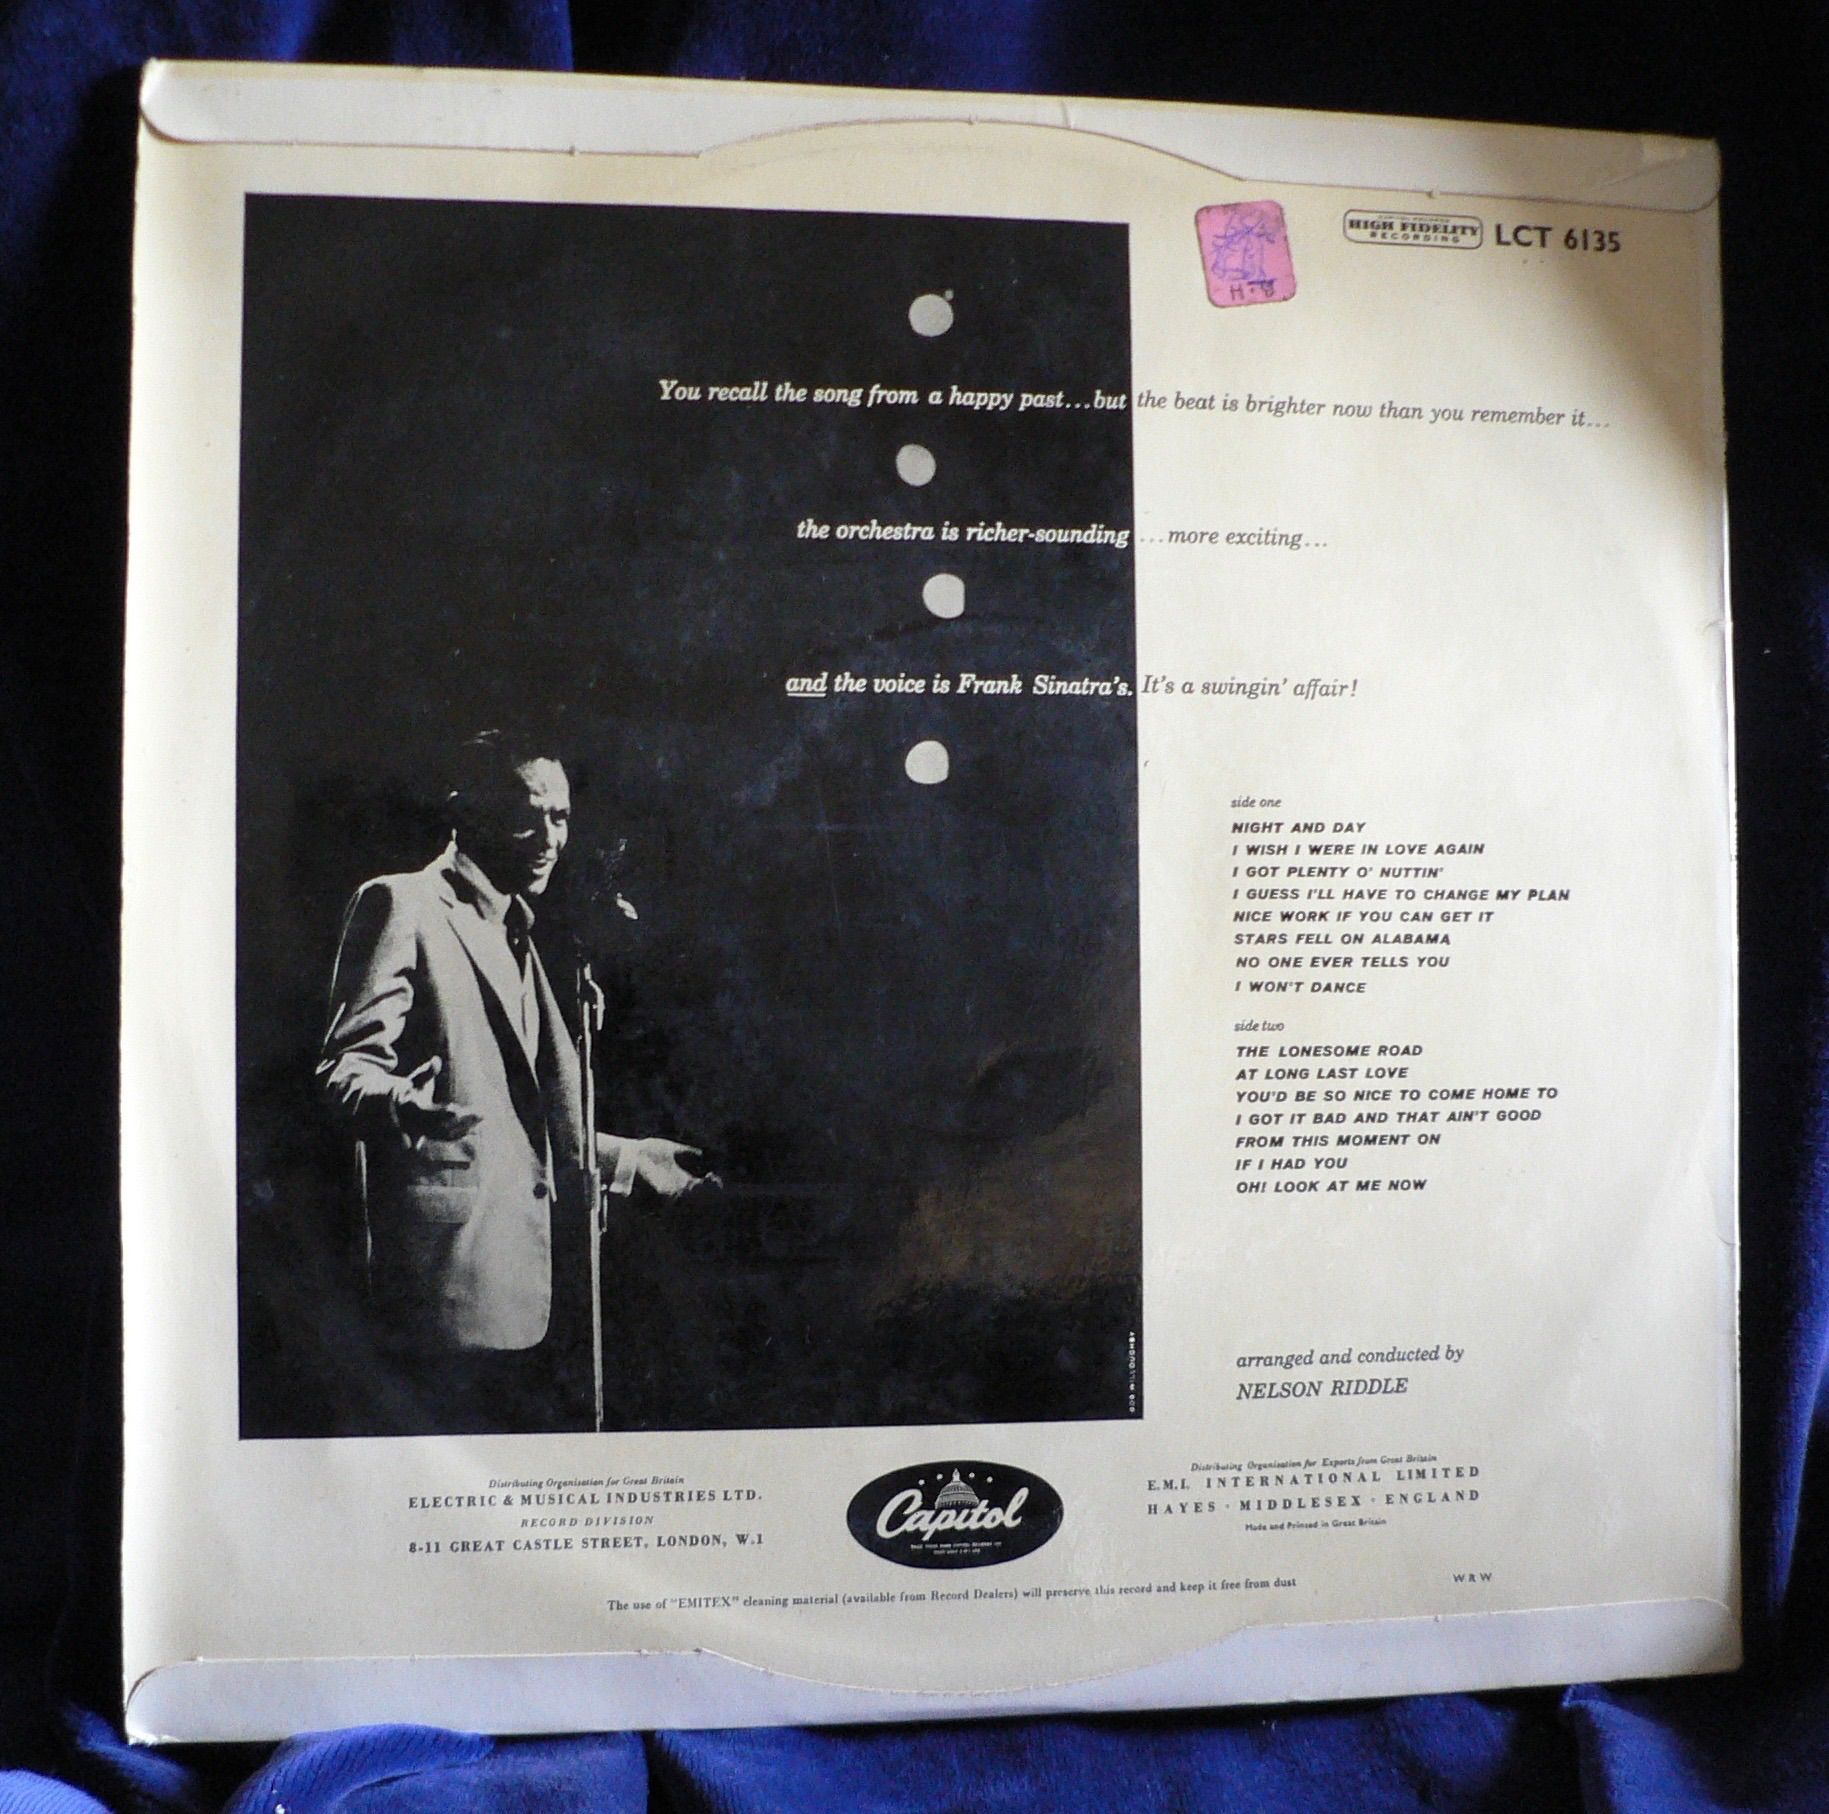 HIGH FIDELITY
RECORDING
LCT 6135
You recall the song from a happy past...but the beat is brighter now than you remember it...
the orchestra is richer-sounding ...more exciting...
and the voice is Frank Sinatra's. It's a swingin' affair!
side one
NIGHT AND DAY
I WISH I WERE IN LOVE AGAIN
I GOT PLENTY O' NUTTIN'
I GUESS I'LL HAVE TO CHANGE MY PLAN
NICE WORK IF YOU CAN GET IT
STARS FELL ON ALABAMA
NO ONE EVER TELLS YOU
I WON'T DANCE
side two
THE LONESOME ROAD
AT LONG LAST LOVE
YOU'D BE SO NICE TO COME HOME TO
I GOT IT BAD AND THAT AIN'T GOOD
FROM THIS MOMENT ON
IF I HAD YOU
OH! LOOK AT ME NOW
arranged and conducted by
NELSON RIDDLE
BOB WILLOUGHBY
Distributing Organisation for Great Britain
ELECTRIC & MUSICAL INDUSTRIES LTD.
RECORD DIVISION
8-11 GREAT CASTLE STREET, LONDON, W.1
Capitol
Distributing Organisation for Exports from Great Britain
E.M.I. INTERNATIONAL LIMITED
HAYES · MIDDLESEX · ENGLAND
Made and Printed in Great Britain
The use of "EMITEX" cleaning material (available from Record Dealers) will preserve this record and keep it free from dust
W R W